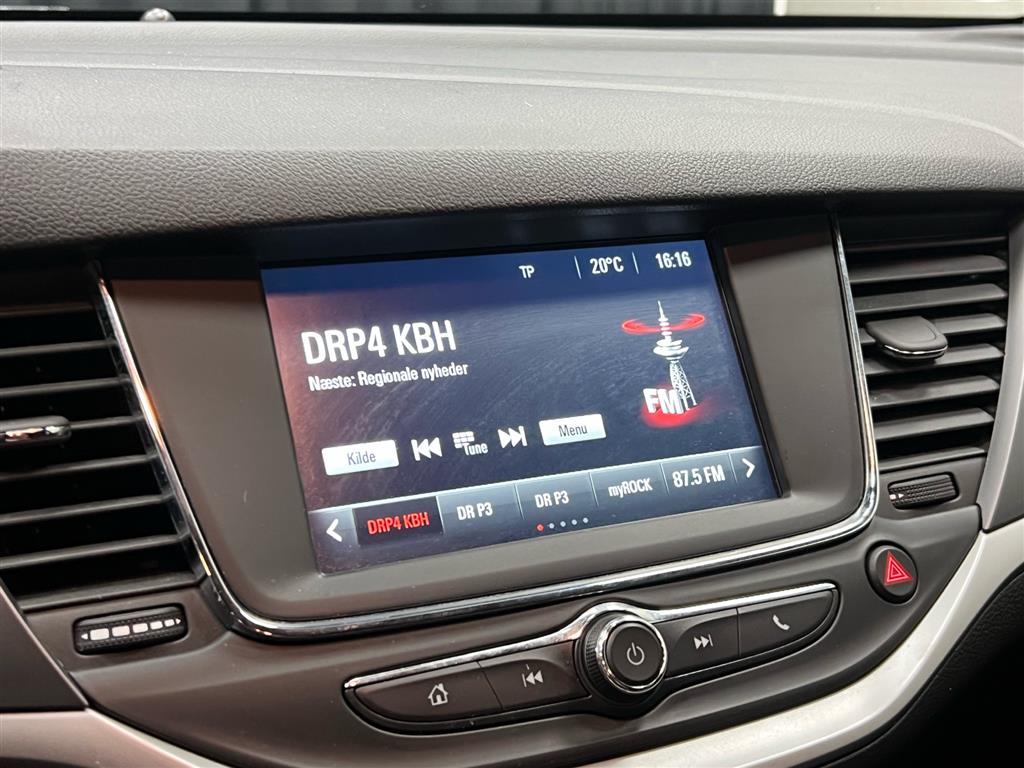 TP 20°C 16:16
DRP4 KBH
Næste: Regionale nyheder
FM
Kilde Tune Menu
DRP4 KBH DR P3 DR P3 myROCK 87.5 FM